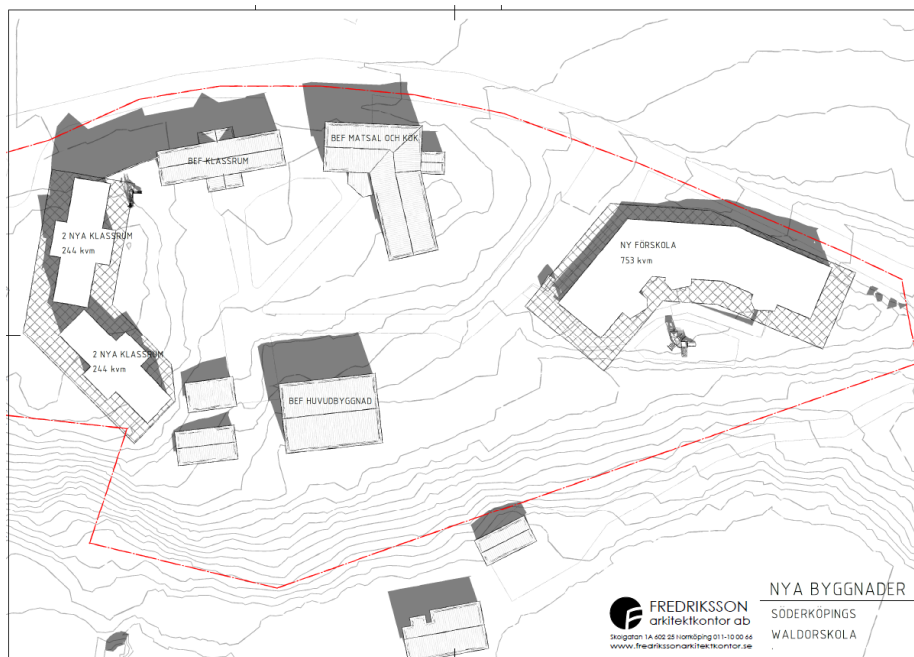 BEF MATSAL OCH KÖK
BEF KLASSRUM
2 NYA KLASSRUM
244 kvm
NY FÖRSKOLA
753 kvm
2 NYA KLASSRUM
244 kvm
BEF HUVUDBYGGNAD
FREDRIKSSON
arkitektkontor ab
Skolgatan 1A 602 25 Norrköping 011-10 00 66
www.fredrikssonarkitektkontor.se
NYA BYGGNADER
SÖDERKÖPINGS
WALDORSKOLA